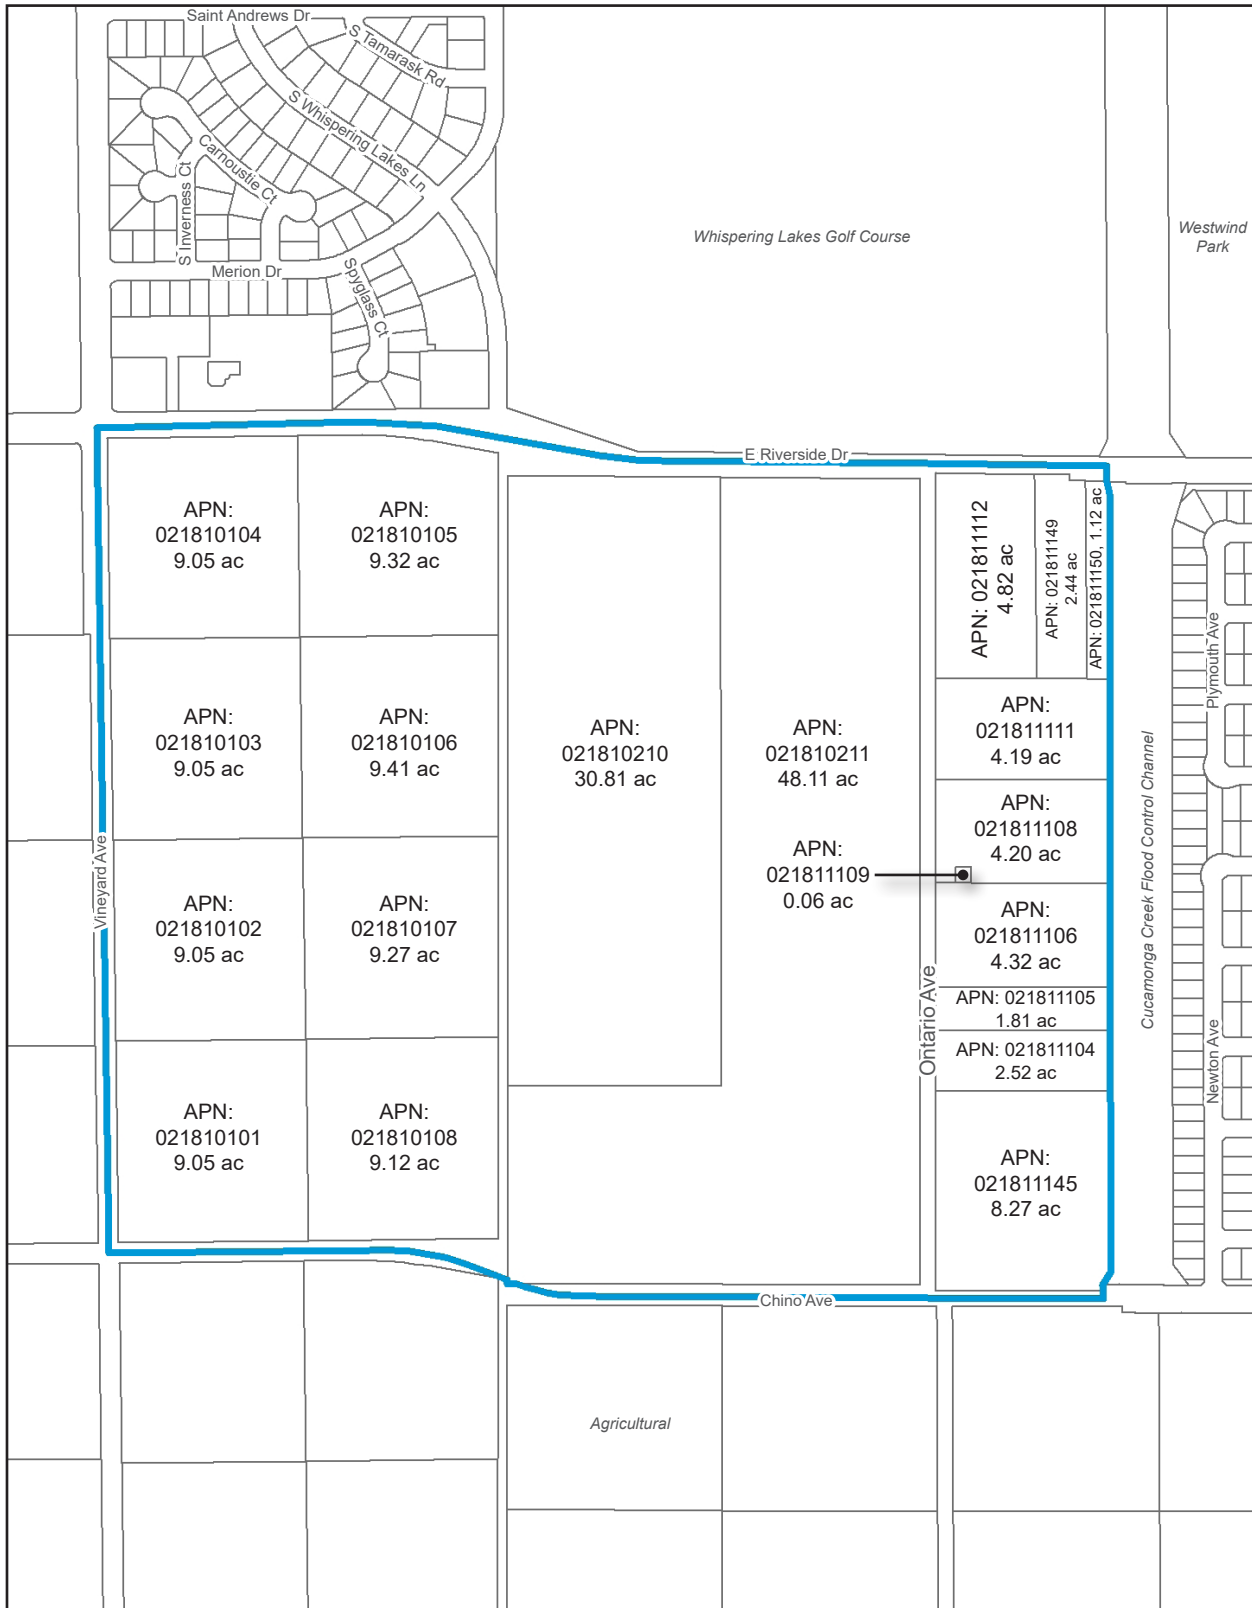 Saint Andrews Dr
S Tamarask Rd
S Whispering Lakes Ln
Carnoustie Ct
S Inverness Ct
Merion Dr
Spyglass Ct
Whispering Lakes Golf Course
Westwind
Park
E Riverside Dr
APN:
021810104
9.05 ac
APN:
021810105
9.32 ac
APN: 021811112
4.82 ac
APN: 021811149
2.44 ac
APN: 021811150, 1.12 ac
Plymouth Ave
APN:
021810103
9.05 ac
APN:
021810106
9.41 ac
APN:
021810210
30.81 ac
APN:
021810211
48.11 ac
APN:
021811111
4.19 ac
APN:
021811108
4.20 ac
APN:
021811109
0.06 ac
Cucamonga Creek Flood Control Channel
Vineyard Ave
APN:
021810102
9.05 ac
APN:
021810107
9.27 ac
APN:
021811106
4.32 ac
Ontario Ave
APN: 021811105
1.81 ac
APN: 021811104
2.52 ac
Newton Ave
APN:
021810101
9.05 ac
APN:
021810108
9.12 ac
APN:
021811145
8.27 ac
Chino Ave
Agricultural